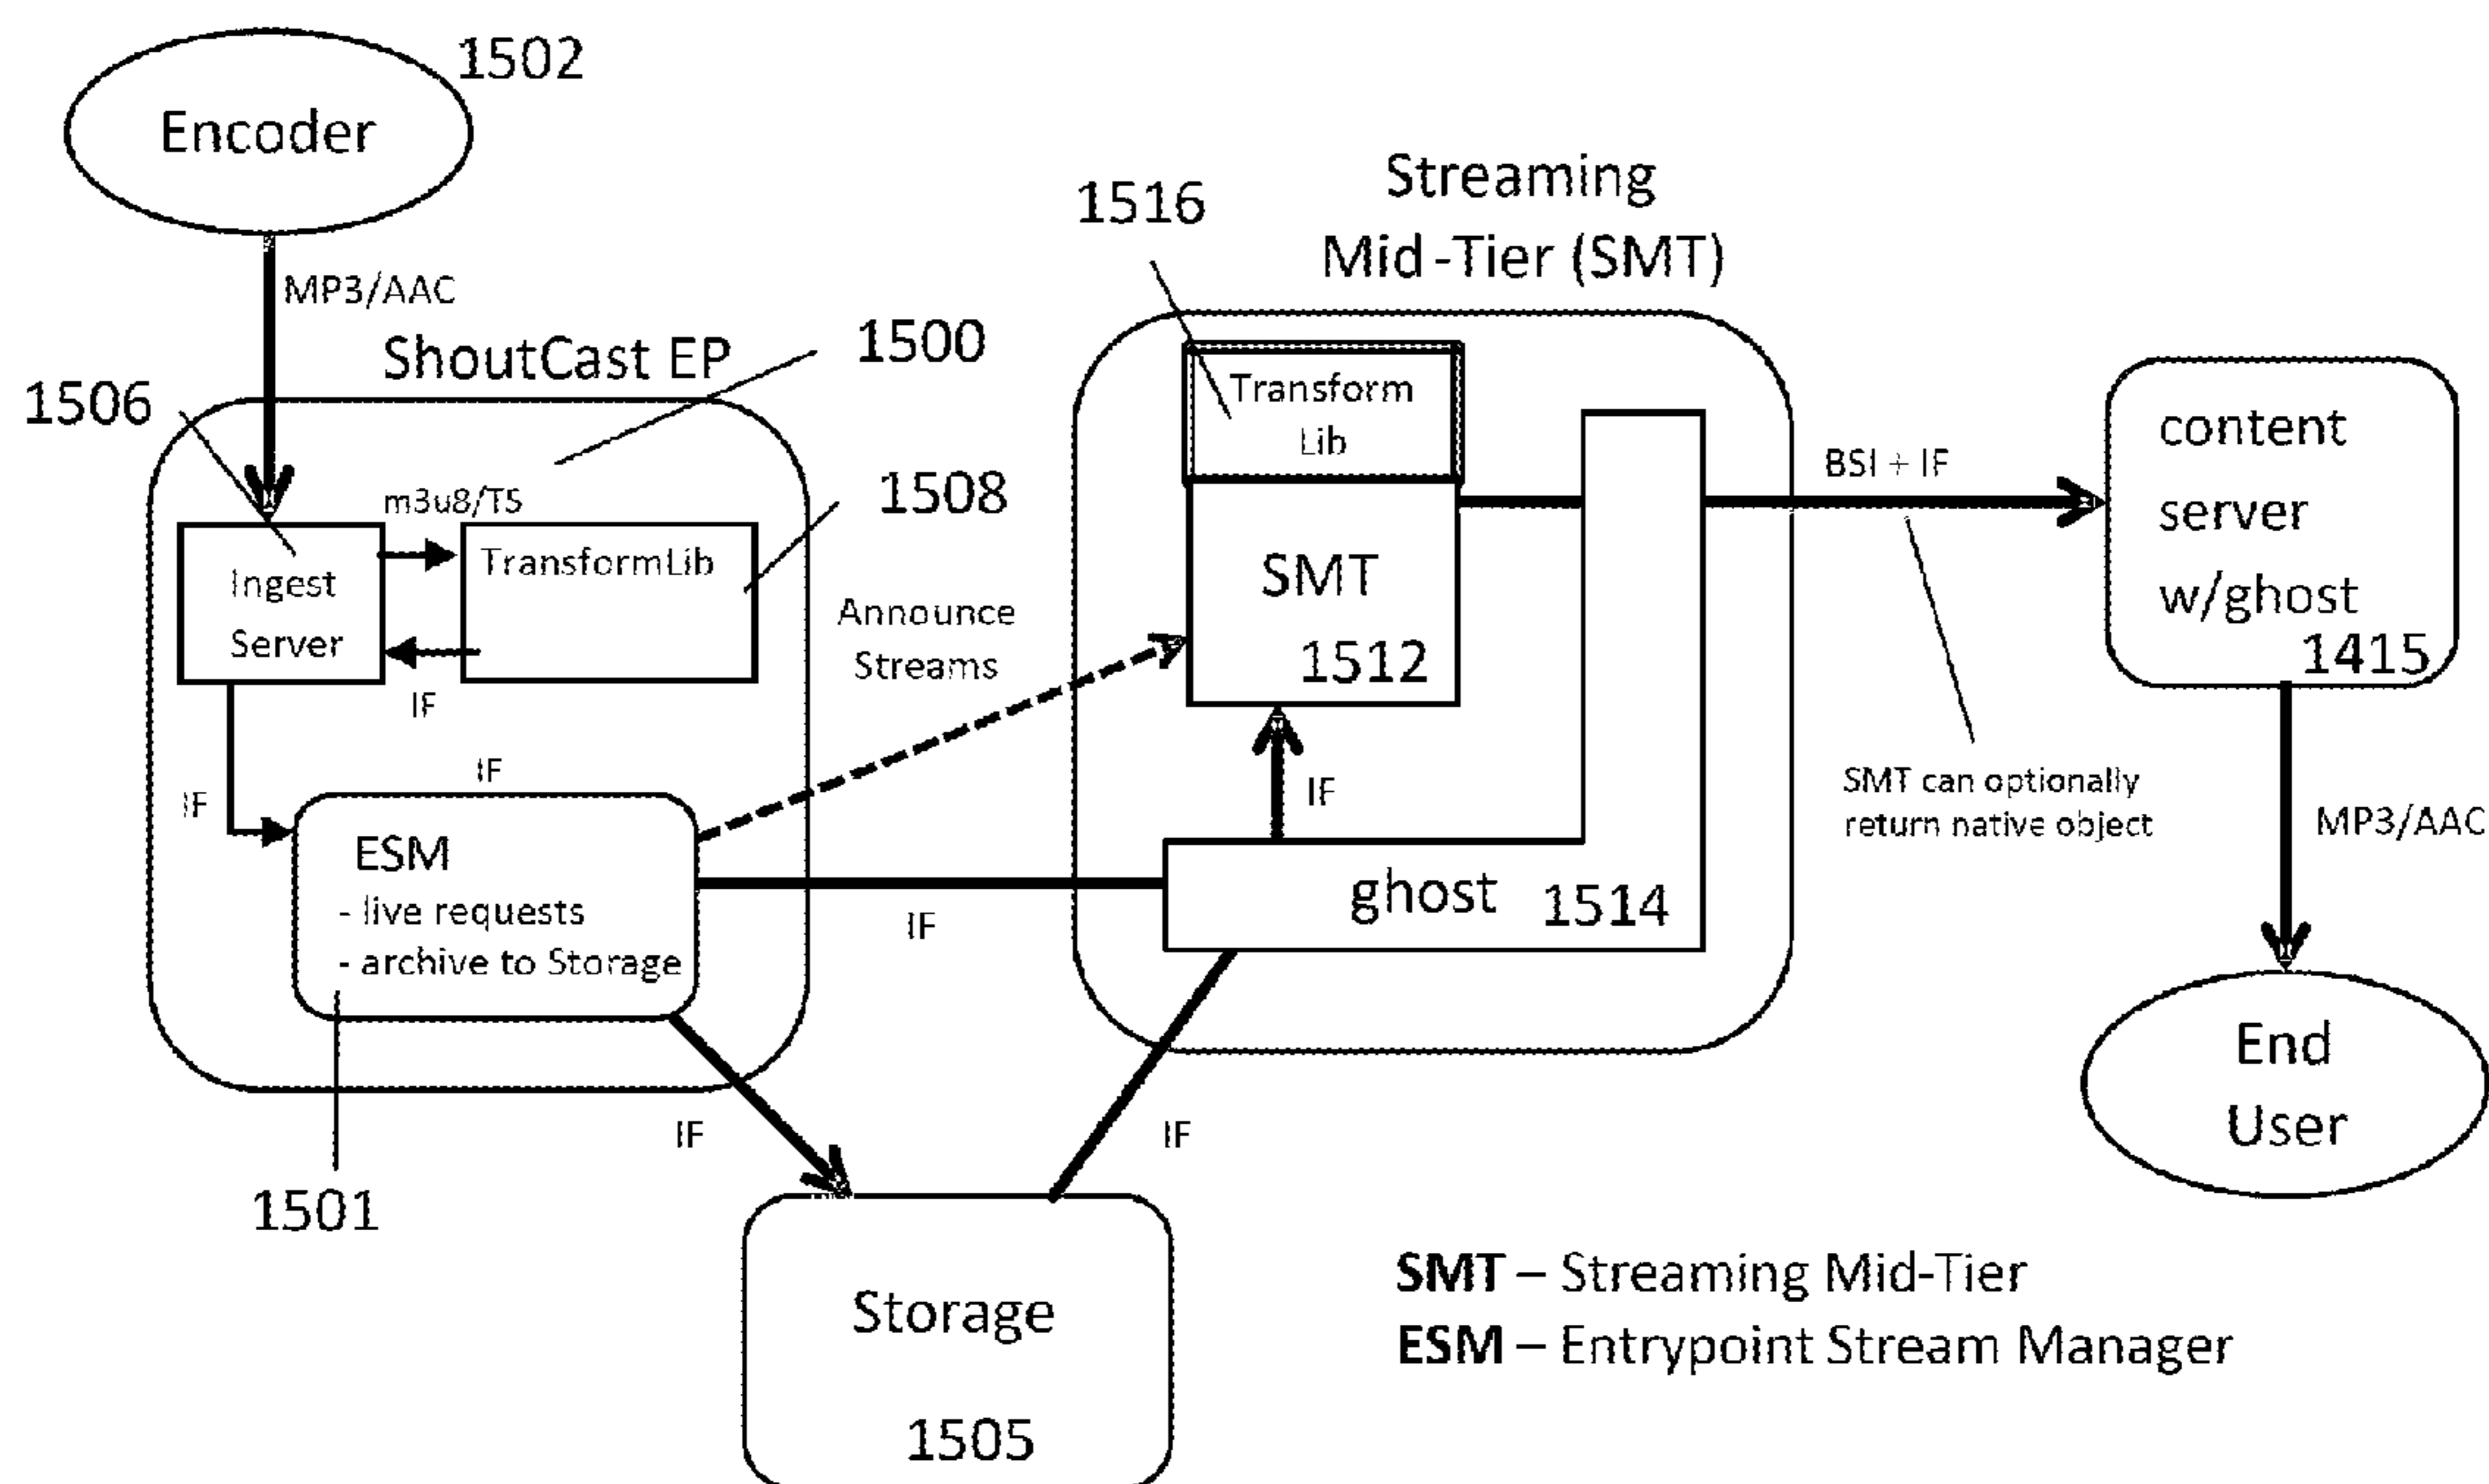 1502
Encoder
MP3/AAC
ShoutCast EP
1500
1506
m3u8/TS
1508
Ingest
Server
TransformLib
IF
IF
IF
ESM
- live requests
- archive to Storage
1501
Announce
Streams
IF
IF
IF
Storage
1505
Streaming
Mid-Tier (SMT)
1516
Transform
Lib
SMT
1512
IF
ghost 1514
BSI + IF
SMT can optionally
return native object
content
server
w/ghost
1415
MP3/AAC
End
User
SMT – Streaming Mid-Tier
ESM – Entrypoint Stream Manager